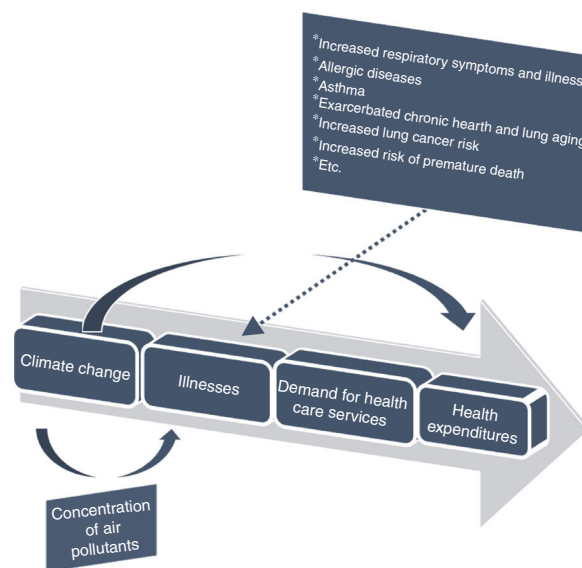 *Increased respiratory symptoms and illness
*Allergic diseases
*Asthma
*Exarcerbated chronic hearth and lung aging
*Increased lung cancer risk
*Increased risk of premature death
*Etc.
Climate change
Illnesses
Demand for health
care services
Health
expenditures
Concentration
of air
pollutants